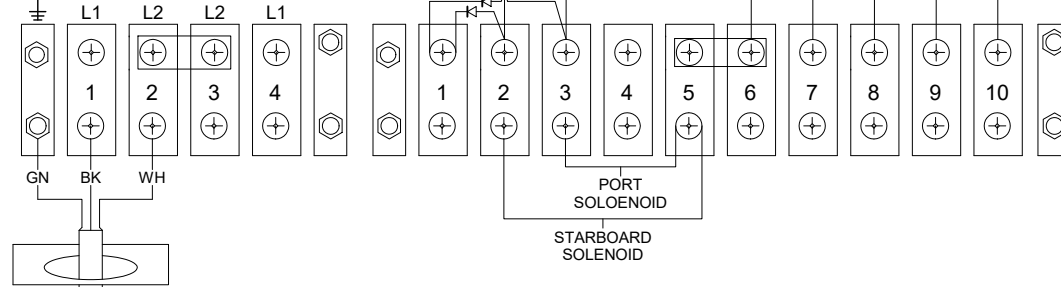 L1 L2 L2 L1
1 2 3 4 1 2 3 4 5 6 7 8 9 10
GN BK WH
PORT
SOLOENOID
STARBOARD
SOLENOID